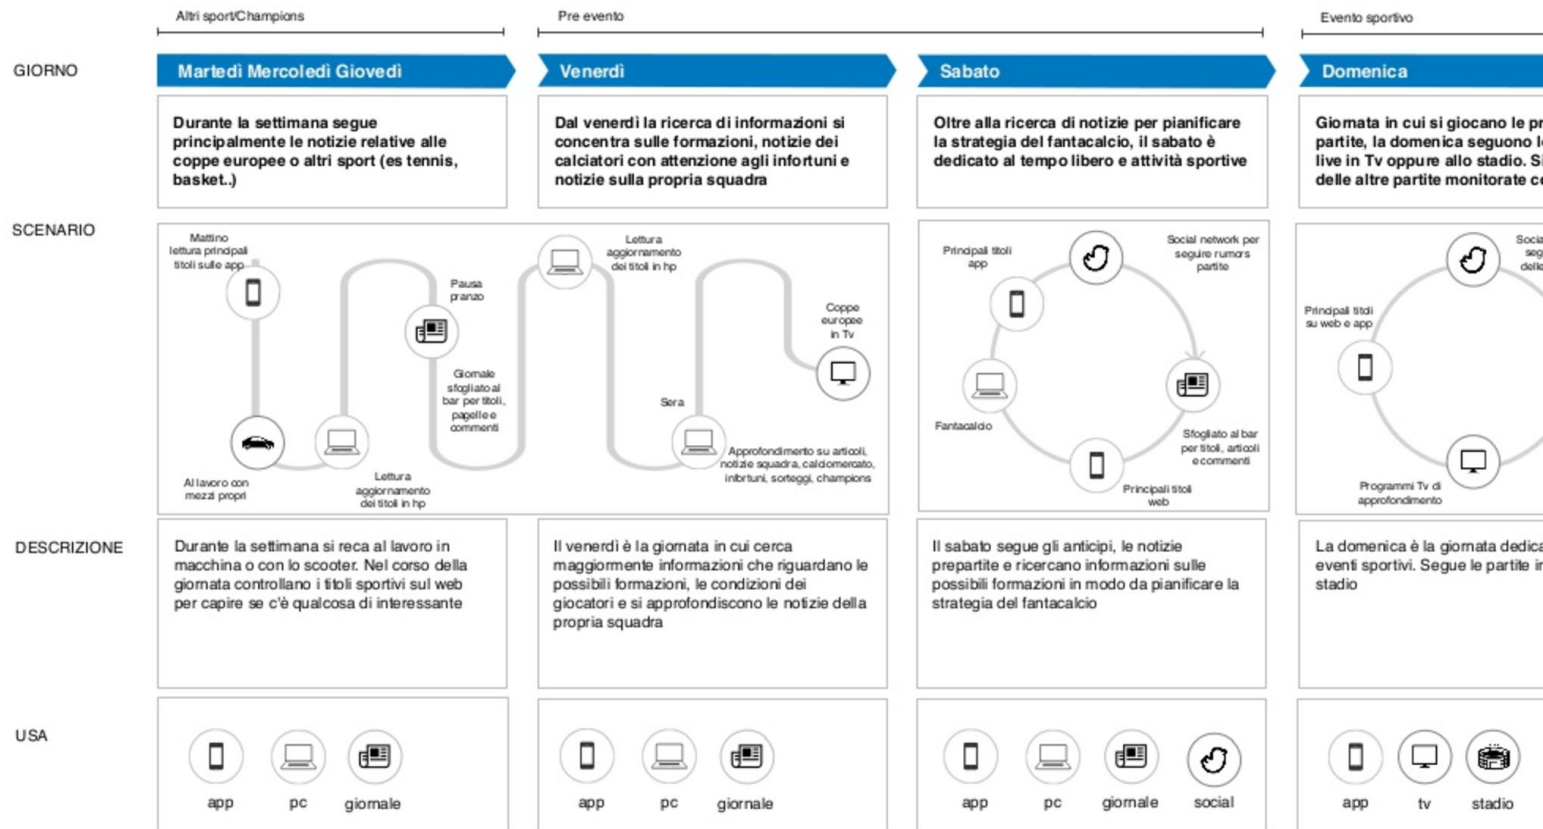 Altri sport/Champions
Pre evento
Evento sportivo
GIORNO
Martedì Mercoledì Giovedì
Venerdì
Sabato
Domenica
Durante la settimana segue
principalmente le notizie relative alle
coppe europee o altri sport (es tennis,
basket..)
Dal venerdì la ricerca di informazioni si
concentra sulle formazioni, notizie dei
calciatori con attenzione agli infortuni e
notizie sulla propria squadra
Oltre alla ricerca di notizie per pianificare
la strategia del fantacalcio, il sabato è
dedicato al tempo libero e attività sportive
Giornata in cui si giocano le
partite, la domenica seguono
live in Tv oppure allo stadio.
delle altre partite monitorate
SCENARIO
Mattino
lettura principali
titoli sulle app
Al lavoro con
mezzi propri
Lettura
aggiornamento
dei titoli in hp
Pausa
pranzo
Giornale
sfogliato al
bar per titoli,
pagelle e
commenti
Lettura
aggiornamento
dei titoli in hp
Sera
Approfondimento su articoli,
notizie squadra, calciomercato,
infortuni, sorteggi, champions
Coppe
europee
in Tv
Principali titoli
app
Social network per
seguire rumors
partite
Fantacalcio
Sfogliato al bar
per titoli, articoli
e commenti
Principali titoli
web
Principali titoli
su web e app
Programmi Tv di
approfondimento
DESCRIZIONE
Durante la settimana si reca al lavoro in
macchina o con lo scooter. Nel corso della
giornata controllano i titoli sportivi sul web
per capire se c'è qualcosa di interessante
Il venerdì è la giornata in cui cerca
maggiormente informazioni che riguardano le
possibili formazioni, le condizioni dei
giocatori e si approfondiscono le notizie della
propria squadra
Il sabato segue gli anticipi, le notizie
prepartite e ricercano informazioni sulle
possibili formazioni in modo da pianificare la
strategia del fantacalcio
La domenica è la giornata
eventi sportivi. Segue le partite
stadio
USA
app
pc
giornale
app
pc
giornale
app
pc
giornale
social
app
tv
stadio